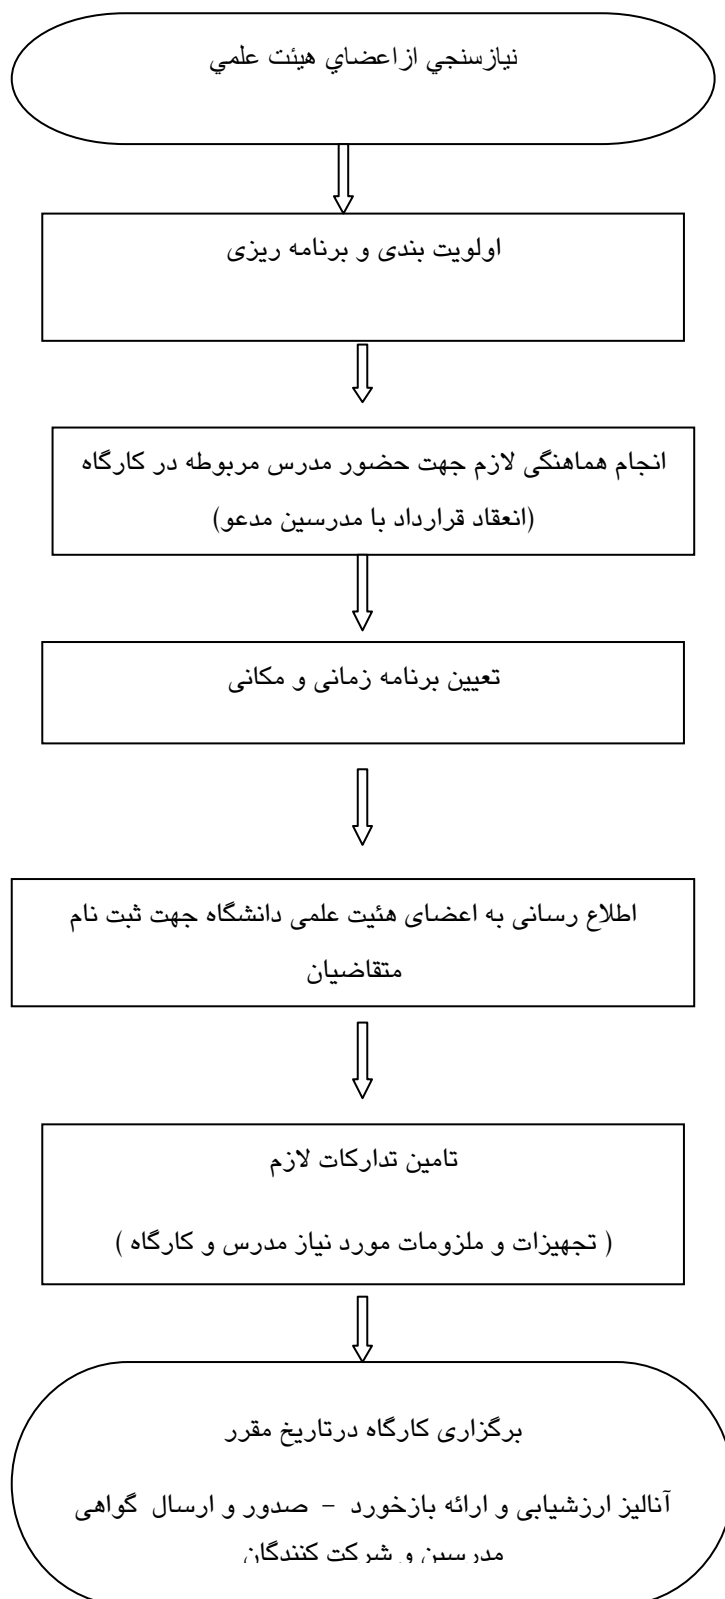 نيازسنجي ازاعضاي هيئت علمي
اولویت بندی و برنامه ریزی
انجام هماهنگی لازم جهت حضور مدرس مربوطه در کارگاه
(انعقاد قرارداد با مدرسین مدعو)
تعیین برنامه زمانی و مکانی
اطلاع رسانی به اعضای هئیت علمی دانشگاه جهت ثبت نام
متقاضیان
تامین تدارکات لازم
( تجهیزات و ملزومات مورد نیاز مدرس و کارگاه )
برگزاری کارگاه درتاریخ مقرر
آنالیز ارزشیابی و ارائه بازخورد – صدور و ارسال گواهی
مدرسین و شرکت کنندگان